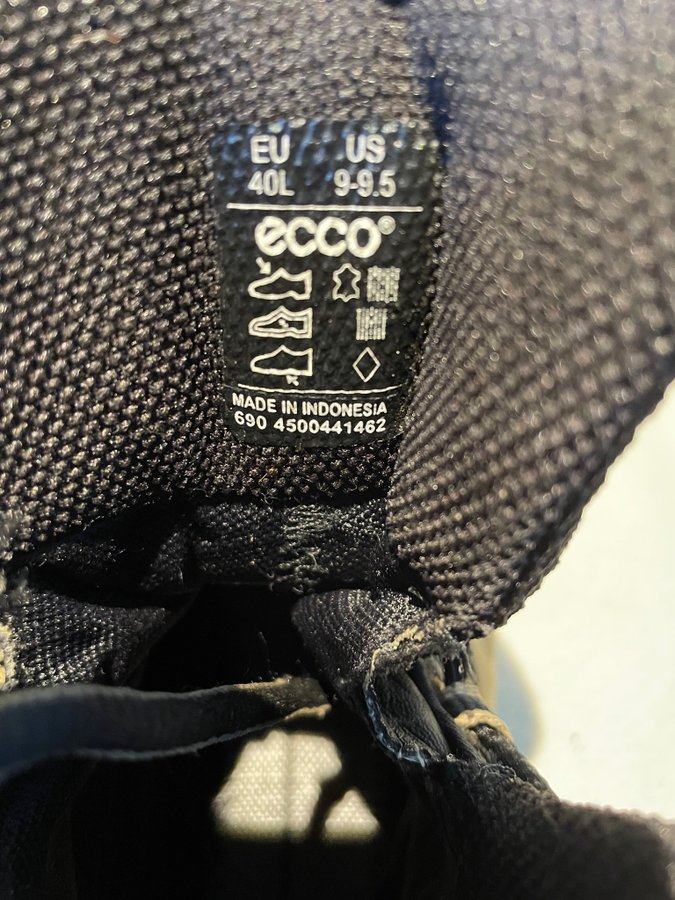 EU US
40L 9-9.5
ecco®
MADE IN INDONESIA
690 4500441462